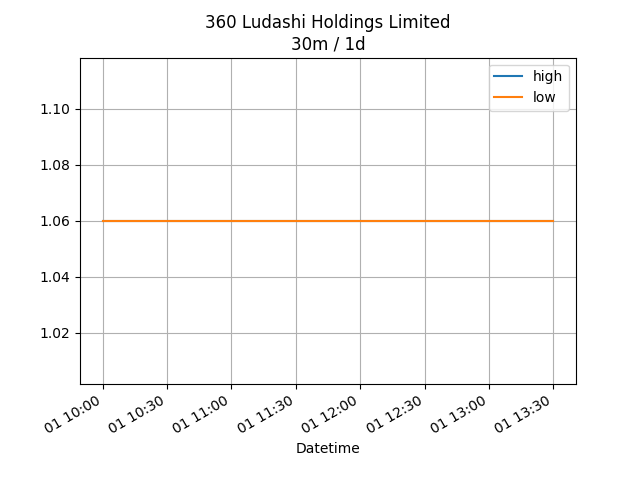 360 Ludashi Holdings Limited
30m / 1d
high
low
1.10
1.08
1.06
1.04
1.02
01 10:00
01 10:30
01 11:00
01 11:30
01 12:00
01 12:30
01 13:00
01 13:30
Datetime